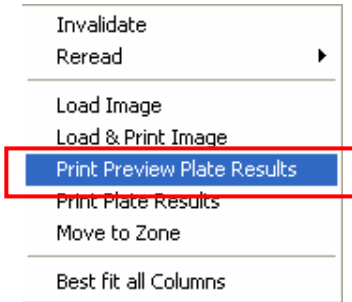 Invalidate
Reread
Load Image
Load & Print Image
Print Preview Plate Results
Print Plate Results
Move to Zone
Best fit all Columns